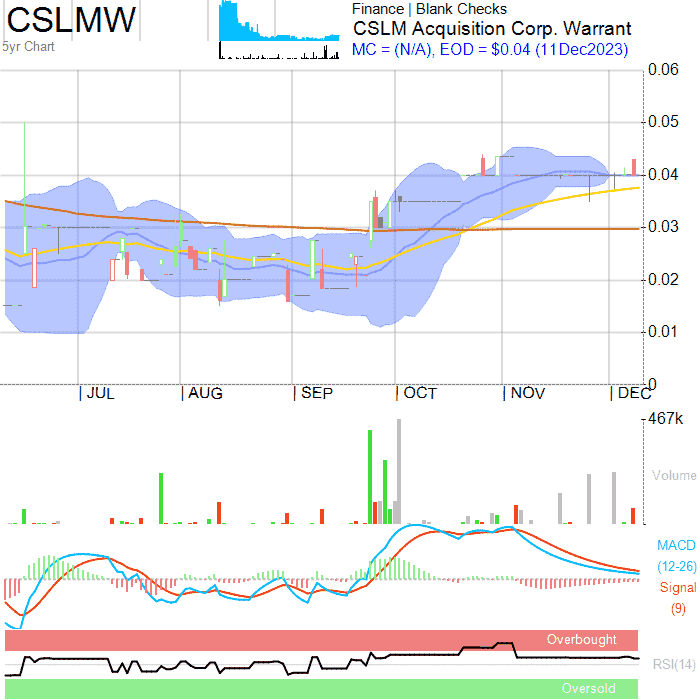 CSLMW
5yr Chart
Finance | Blank Checks
CSLM Acquisition Corp. Warrant
MC = (N/A), EOD = $0.04 (11Dec2023)
0.06
0.05
0.04
0.03
0.02
0.01
0
| JUL | AUG | SEP | OCT | NOV | DEC
467k
Volume
MACD
(12-26)
Signal
(9)
Overbought
RSI(14)
Oversold